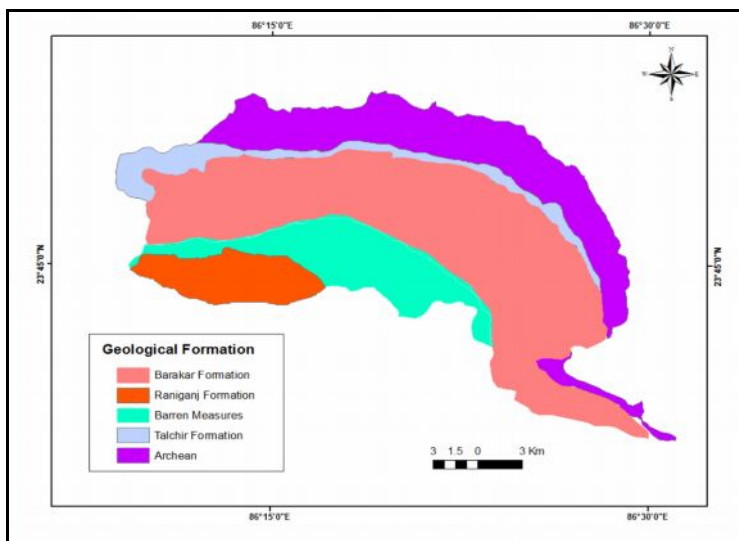 86°15'0"E 86°30'0"E
N
W E
S
23°45'0"N 23°45'0"N
Geological Formation
Barakar Formation
Raniganj Formation
Barren Measures
Talchir Formation
Archean
3 1.5 0 3 Km
86°15'0"E 86°30'0"E